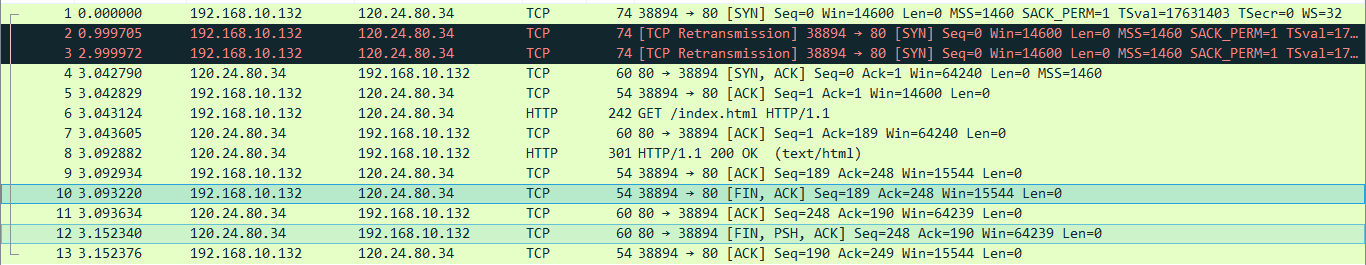 1 0.000000 192.168.10.132 120.24.80.34 TCP 74 38894 → 80 [SYN] Seq=0 Win=14600 Len=0 MSS=1460 SACK_PERM=1 TSval=17631403 TSecr=0 WS=32
2 0.999705 192.168.10.132 120.24.80.34 TCP 74 [TCP Retransmission] 38894 → 80 [SYN] Seq=0 Win=14600 Len=0 MSS=1460 SACK_PERM=1 TSval=17…
3 2.999972 192.168.10.132 120.24.80.34 TCP 74 [TCP Retransmission] 38894 → 80 [SYN] Seq=0 Win=14600 Len=0 MSS=1460 SACK_PERM=1 TSval=17…
4 3.042790 120.24.80.34 192.168.10.132 TCP 60 80 → 38894 [SYN, ACK] Seq=0 Ack=1 Win=64240 Len=0 MSS=1460
5 3.042829 192.168.10.132 120.24.80.34 TCP 54 38894 → 80 [ACK] Seq=1 Ack=1 Win=14600 Len=0
6 3.043124 192.168.10.132 120.24.80.34 HTTP 242 GET /index.html HTTP/1.1
7 3.043605 120.24.80.34 192.168.10.132 TCP 60 80 → 38894 [ACK] Seq=1 Ack=189 Win=64240 Len=0
8 3.092882 120.24.80.34 192.168.10.132 HTTP 301 HTTP/1.1 200 OK (text/html)
9 3.092934 192.168.10.132 120.24.80.34 TCP 54 38894 → 80 [ACK] Seq=189 Ack=248 Win=15544 Len=0
10 3.093220 192.168.10.132 120.24.80.34 TCP 54 38894 → 80 [FIN, ACK] Seq=189 Ack=248 Win=15544 Len=0
11 3.093634 120.24.80.34 192.168.10.132 TCP 60 80 → 38894 [ACK] Seq=248 Ack=190 Win=64239 Len=0
12 3.152340 120.24.80.34 192.168.10.132 TCP 60 80 → 38894 [FIN, PSH, ACK] Seq=248 Ack=190 Win=64239 Len=0
13 3.152376 192.168.10.132 120.24.80.34 TCP 54 38894 → 80 [ACK] Seq=190 Ack=249 Win=15544 Len=0